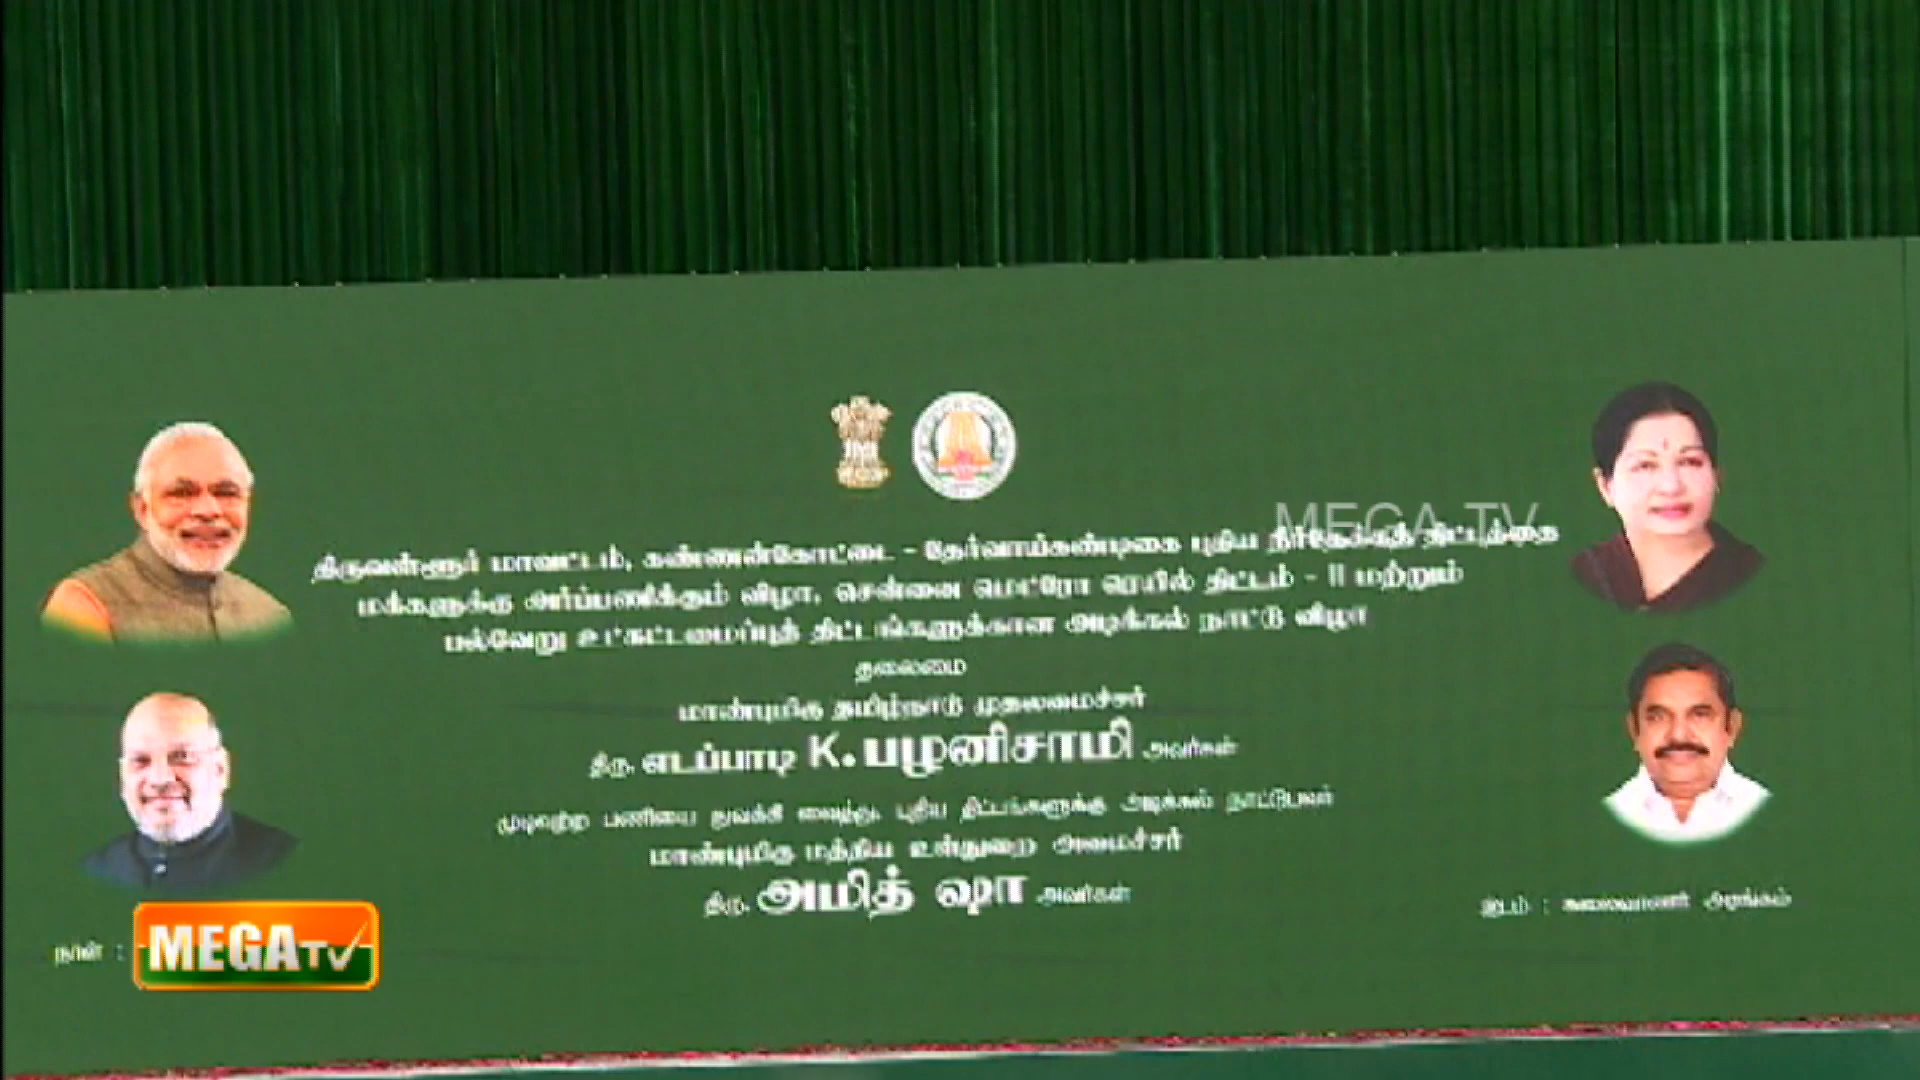 MEGA TV
திருவள்ளூர் மாவட்டம், கண்ணன்கோட்டை - தேர்வாய்கண்டிகை புதிய நீர்தேக்கத் திட்டத்தை
மக்களுக்கு அர்ப்பணிக்கும் விழா, சென்னை மெட்ரோ ரெயில் திட்டம் - II மற்றும்
பல்வேறு உட்கட்டமைப்புத் திட்டங்களுக்கான அடிக்கல் நாட்டு விழா
தலைமை
மாண்புமிகு தமிழ்நாடு முதலமைச்சர்
திரு. எடப்பாடி K. பழனிசாமி அவர்கள்
முடிவுற்ற பணியை துவக்கி வைத்து, புதிய திட்டங்களுக்கு அடிக்கல் நாட்டுபவர்
மாண்புமிகு மத்திய உள்துறை அமைச்சர்
திரு. அமித் ஷா அவர்கள்
இடம் : கலைவாணர் அரங்கம்
நாள் :
MEGA TV